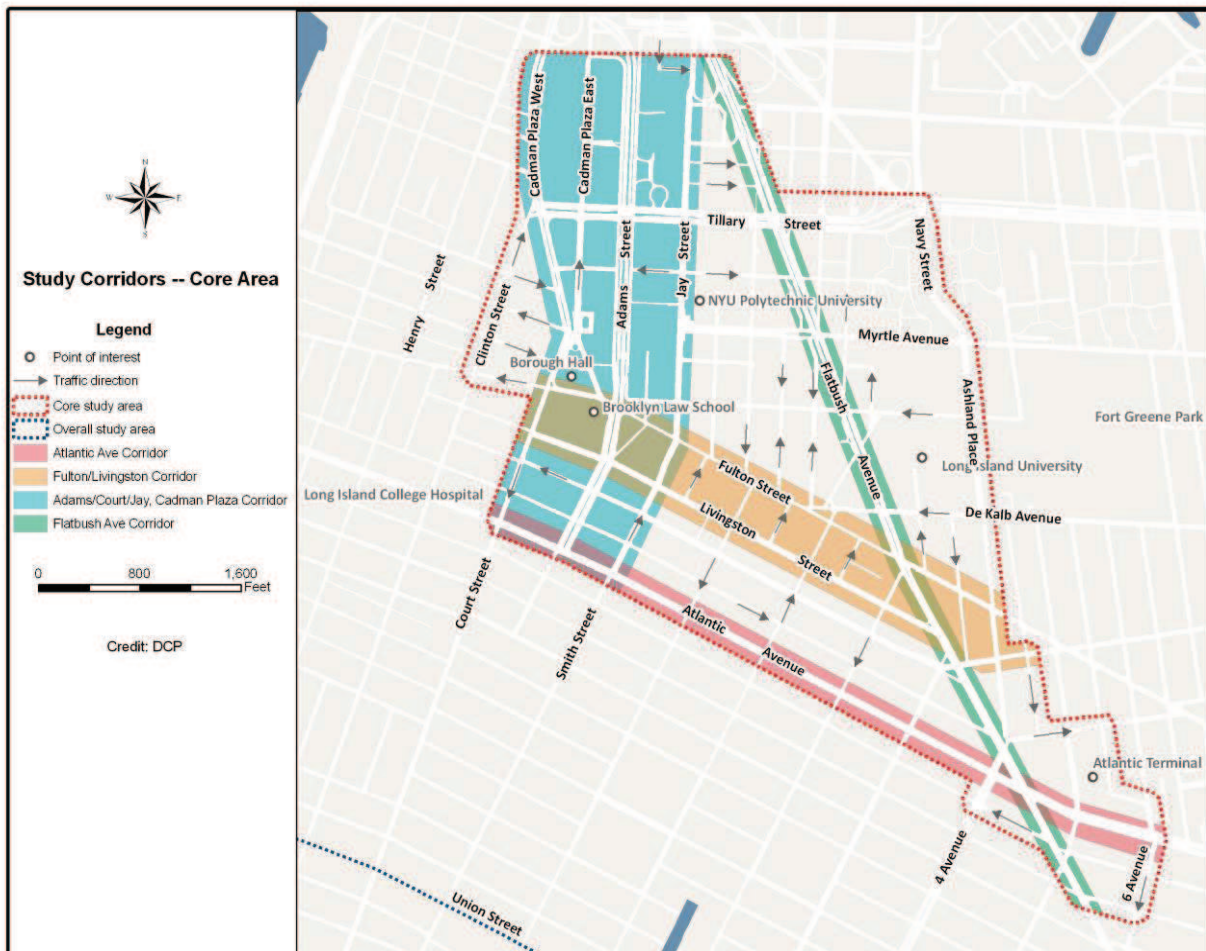 N
W
E
S
Study Corridors -- Core Area
Legend
Point of interest
Traffic direction
Core study area
Overall study area
Atlantic Ave Corridor
Fulton/Livingston Corridor
Adams/Court/Jay, Cadman Plaza Corridor
Flatbush Ave Corridor
0 800 1,600
Feet
Credit: DCP
Cadman Plaza West
Cadman Plaza East
Adams Street
Jay Street
Tillary Street
Navy Street
NYU Polytechnic University
Henry Street
Clinton Street
Myrtle Avenue
Borough Hall
Flatbush Avenue
Ashland Place
Brooklyn Law School
Fort Greene Park
Long Island University
Fulton Street
Long Island College Hospital
De Kalb Avenue
Livingston Street
Court Street
Smith Street
Atlantic Avenue
Atlantic Terminal
4 Avenue
6 Avenue
Union Street